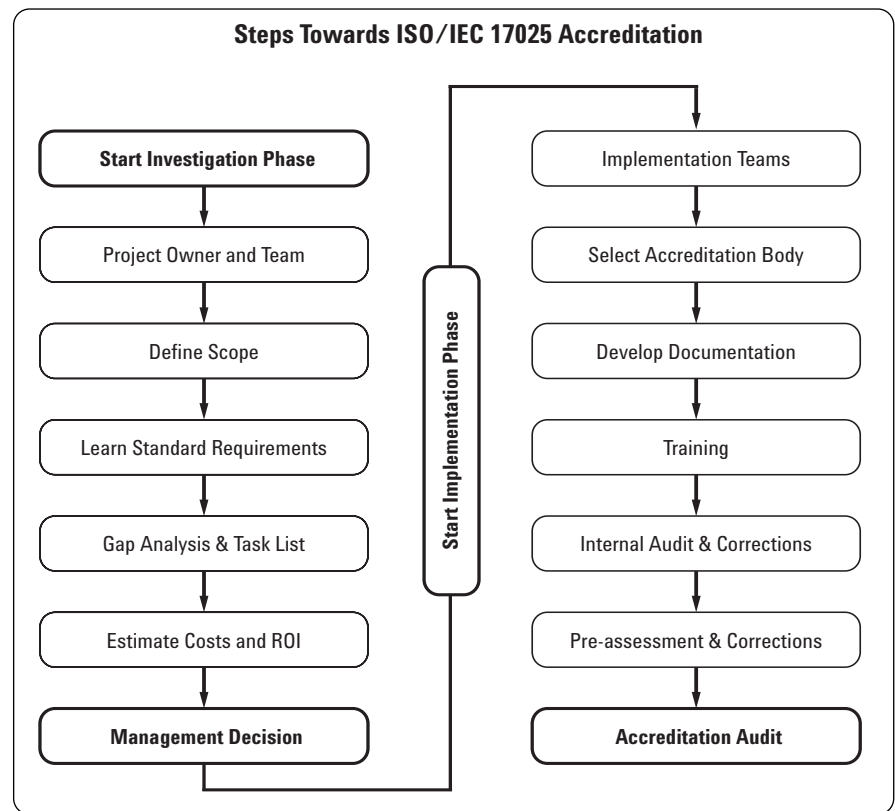 Steps Towards ISO/IEC 17025 Accreditation
Start Investigation Phase
Project Owner and Team
Define Scope
Learn Standard Requirements
Gap Analysis & Task List
Estimate Costs and ROI
Management Decision
Start Implementation Phase
Implementation Teams
Select Accreditation Body
Develop Documentation
Training
Internal Audit & Corrections
Pre-assessment & Corrections
Accreditation Audit